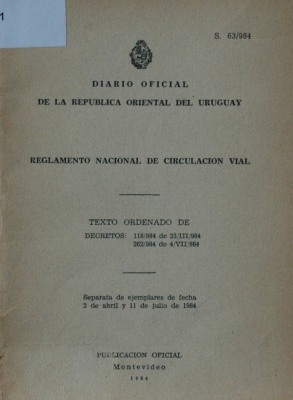 1
S. 63/984
DIARIO OFICIAL
DE LA REPUBLICA ORIENTAL DEL URUGUAY
REGLAMENTO NACIONAL DE CIRCULACION VIAL
TEXTO ORDENADO DE
DECRETOS: 118/984 de 23/III/984
262/984 de 4/VII/984
Separata de ejemplares de fecha
2 de abril y 11 de julio de 1984
PUBLICACION OFICIAL
Montevideo
1984